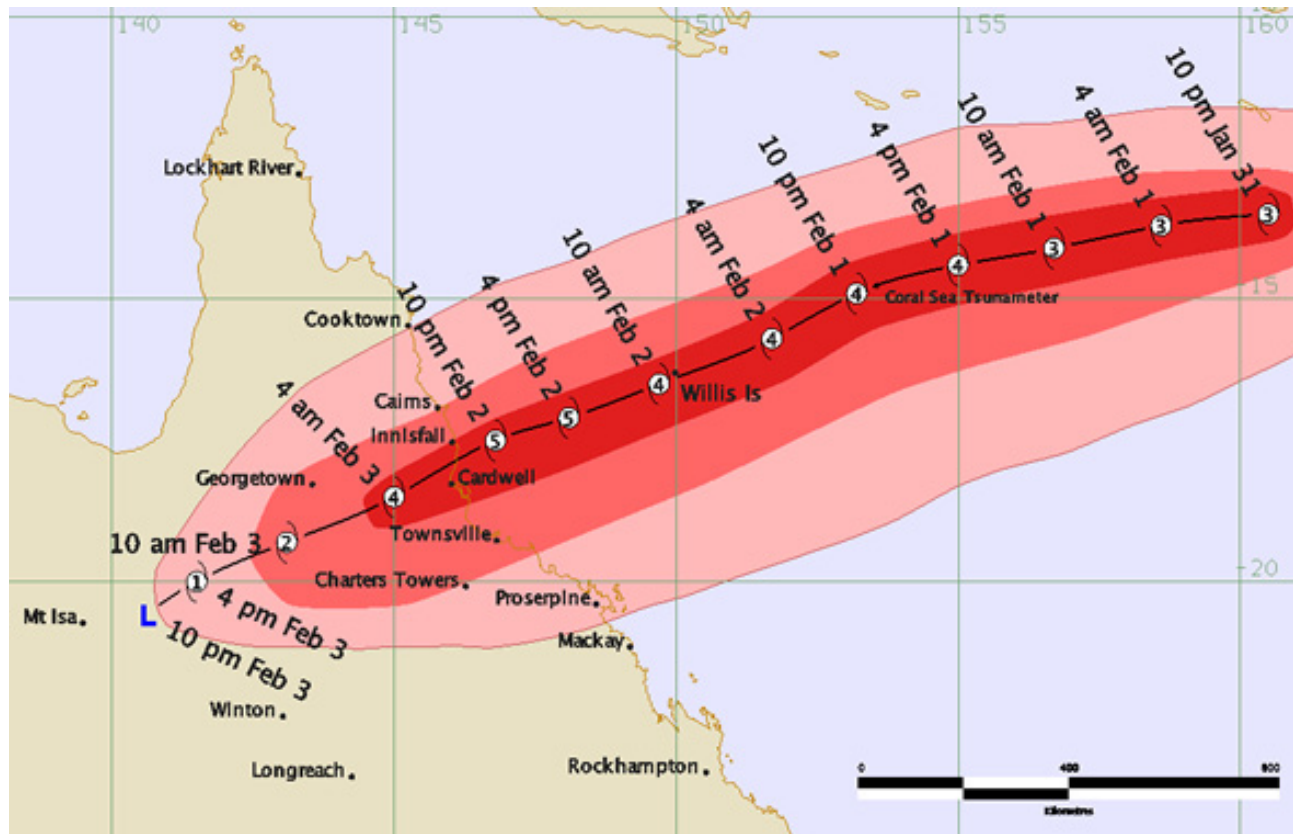 140
145
150
155
160
10 pm Jan 31
4 am Feb 1
10 am Feb 1
4 pm Feb 1
10 pm Feb 1
4 am Feb 2
10 am Feb 2
4 pm Feb 2
10 pm Feb 2
4 am Feb 3
10 am Feb 3
4 pm Feb 3
10 pm Feb 3
Lockhart River
3
3
3
4
4
15
Coral Sea Tsunameter
Cooktown
4
4
Willis Is
Cairns
5
5
Innisfail
Georgetown
Cardwell
4
Townsville
2
1
Charters Towers
20
Proserpine
L
Mt Isa
Mackay
Winton
Longreach
Rockhampton
0
400
800
Kilometres